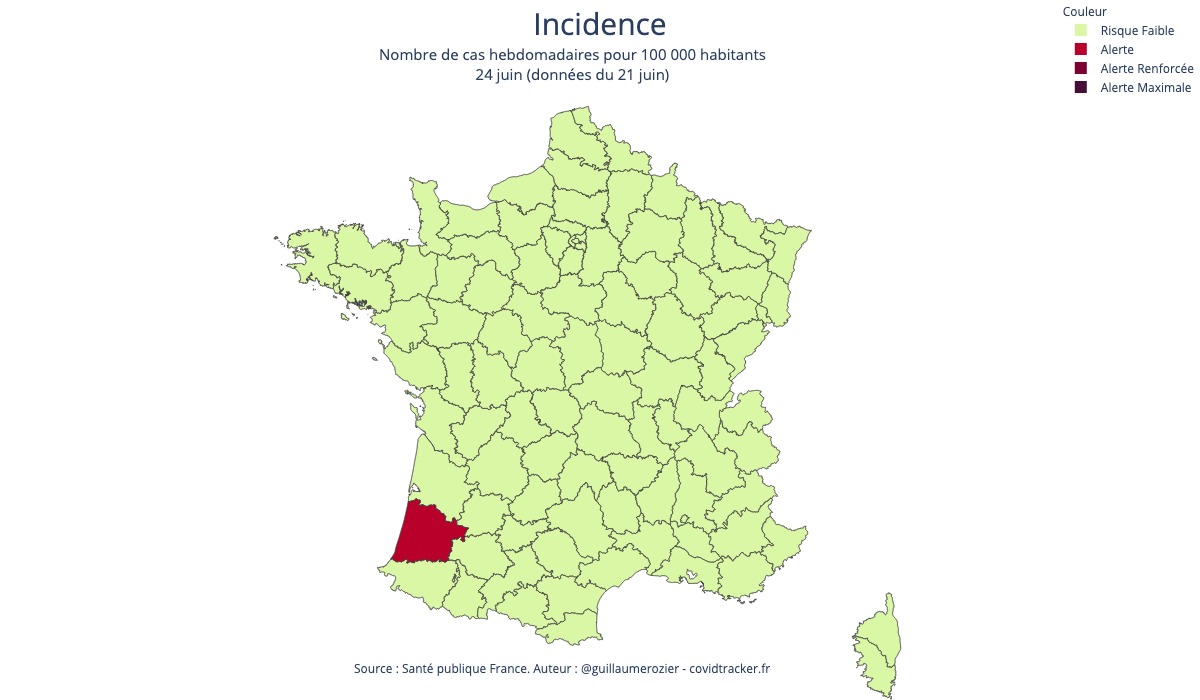 Incidence
Nombre de cas hebdomadaires pour 100 000 habitants
24 juin (données du 21 juin)
Couleur
Risque Faible
Alerte
Alerte Renforcée
Alerte Maximale
Source : Santé publique France. Auteur : @guillaumerozier - covidtracker.fr